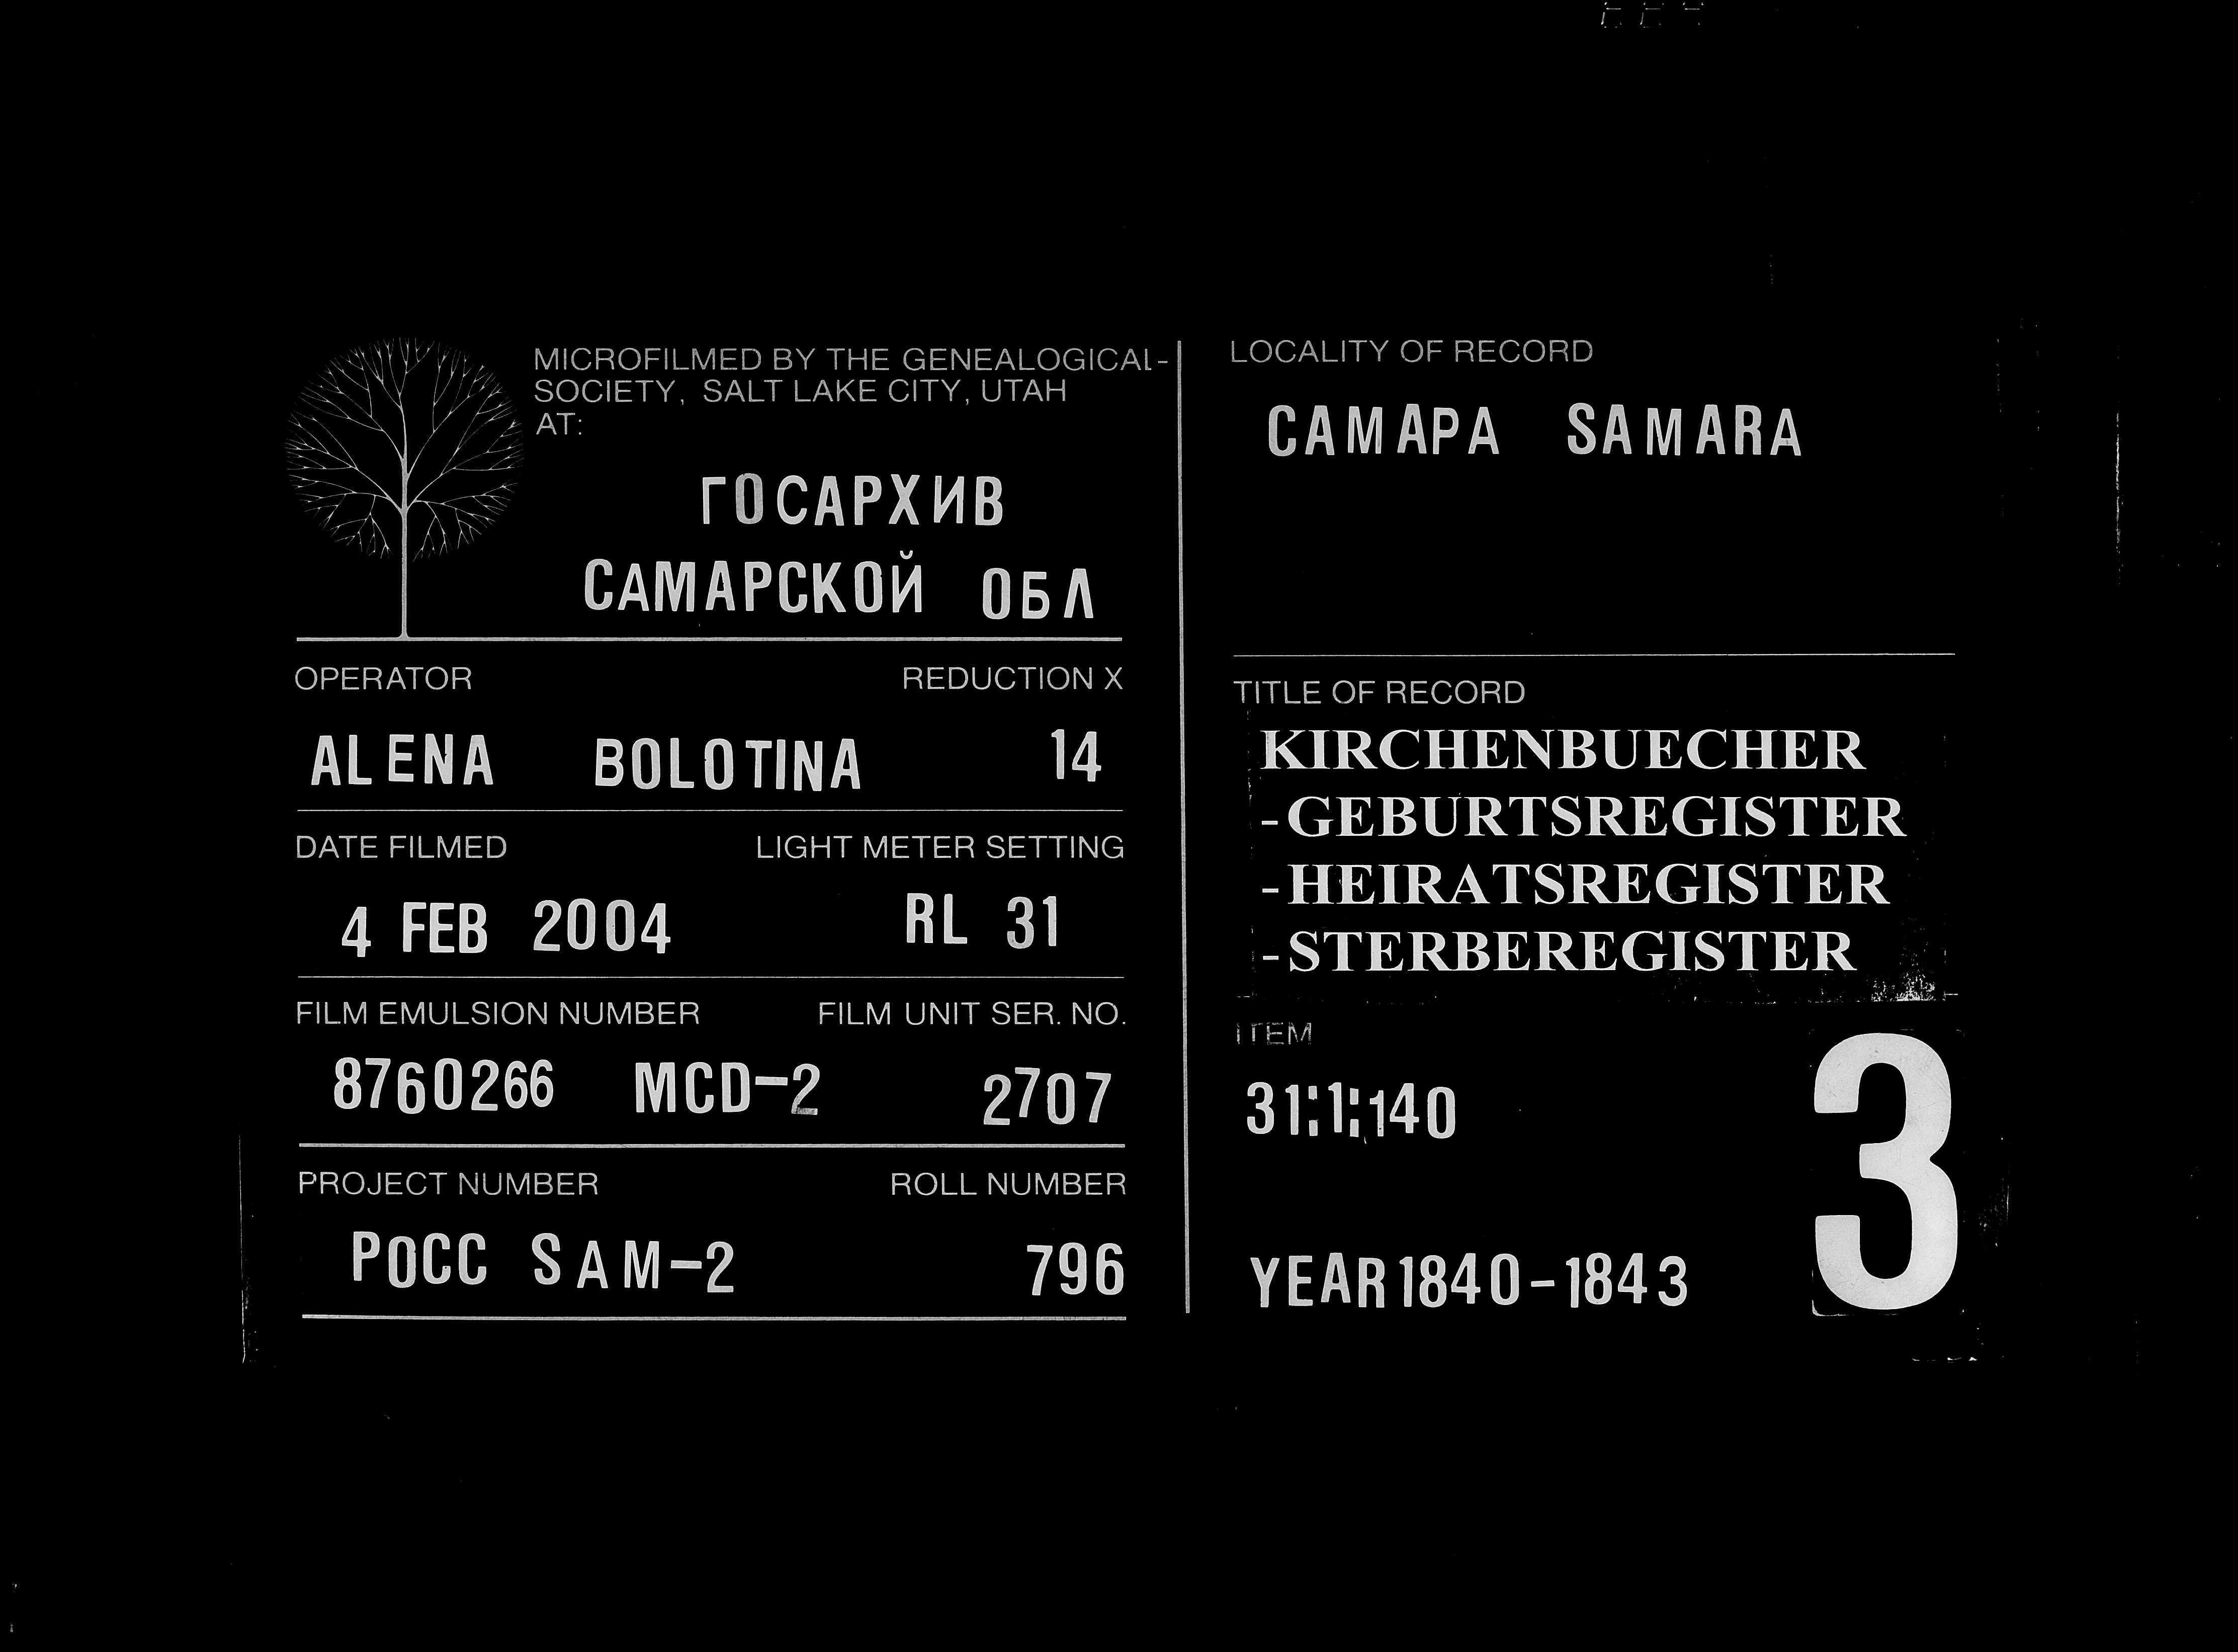 MICROFILMED BY THE GENEALOGICAL-
SOCIETY, SALT LAKE CITY, UTAH
AT:
ГОСАРХИВ
САМАРСКОЙ ОБЛ
OPERATOR REDUCTION X
ALENA BOLOTINA 14
DATE FILMED LIGHT METER SETTING
4 FEB 2004 RL 31
FILM EMULSION NUMBER FILM UNIT SER. NO.
8760266 MCD-2 2707
PROJECT NUMBER ROLL NUMBER
РОСС SAM-2 796
LOCALITY OF RECORD
САМАРА SAMARA
TITLE OF RECORD
KIRCHENBUECHER
-GEBURTSREGISTER
-HEIRATSREGISTER
-STERBEREGISTER
ITEM
31:1:140
3
YEAR 1840-1843